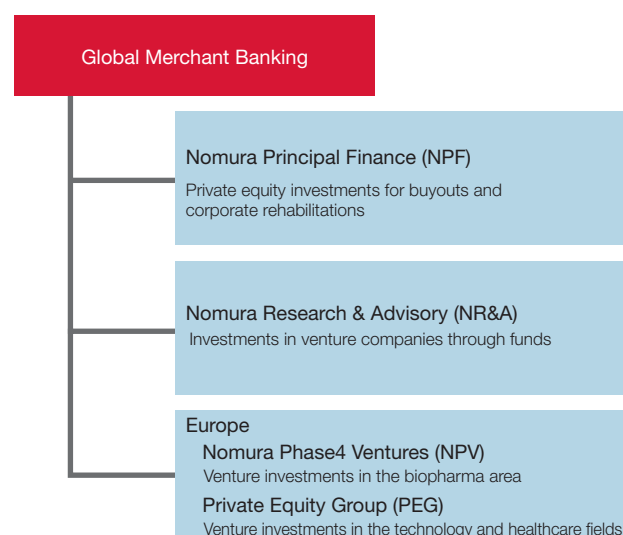 Global Merchant Banking
Nomura Principal Finance (NPF)
Private equity investments for buyouts and
corporate rehabilitations
Nomura Research & Advisory (NR&A)
Investments in venture companies through funds
Europe
Nomura Phase4 Ventures (NPV)
Venture investments in the biopharma area
Private Equity Group (PEG)
Venture investments in the technology and healthcare fields